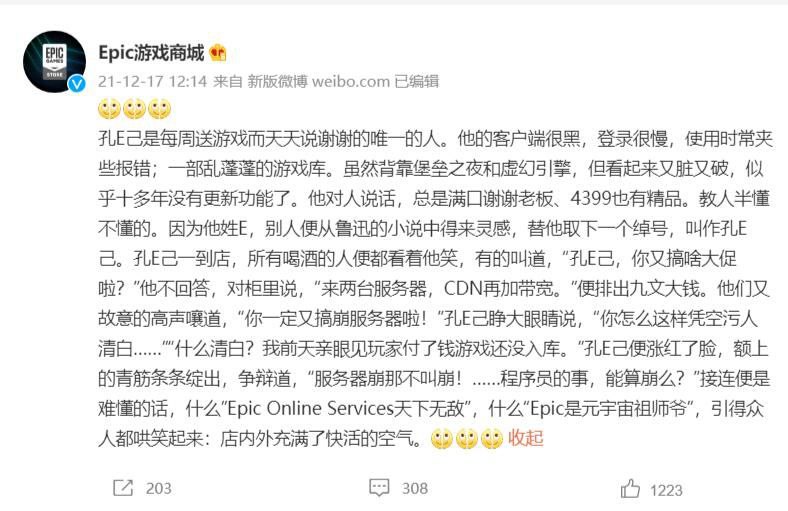 EPIC
GAMES
STORE
Epic游戏商城
21-12-17 12:14 来自 新版微博 weibo.com 已编辑
孔E己是每周送游戏而天天说谢谢的唯一的人。他的客户端很黑，登录很慢，使用时常夹
些报错；一部乱蓬蓬的游戏库。虽然背靠堡垒之夜和虚幻引擎，但看起来又脏又破，似
乎十多年没有更新功能了。他对人说话，总是满口谢谢老板、4399也有精品。教人半懂
不懂的。因为他姓E，别人便从鲁迅的小说中得来灵感，替他取下一个绰号，叫作孔E
己。孔E己一到店，所有喝酒的人便都看着他笑，有的叫道，“孔E己，你又搞啥大促
啦？”他不回答，对柜里说，“来两台服务器，CDN再加带宽。”便排出九文大钱。他们又
故意的高声嚷道，“你一定又搞崩服务器啦！”孔E己睁大眼睛说，“你怎么这样凭空污人
清白……”“什么清白？我前天亲眼见玩家付了钱游戏还没入库。”孔E己便涨红了脸，额上
的青筋条条绽出，争辩道，“服务器崩那不叫崩！……程序员的事，能算崩么？”接连便是
难懂的话，什么“Epic Online Services天下无敌”，什么“Epic是元宇宙祖师爷”，引得众
人都哄笑起来：店内外充满了快活的空气。 收起
203 308 1223